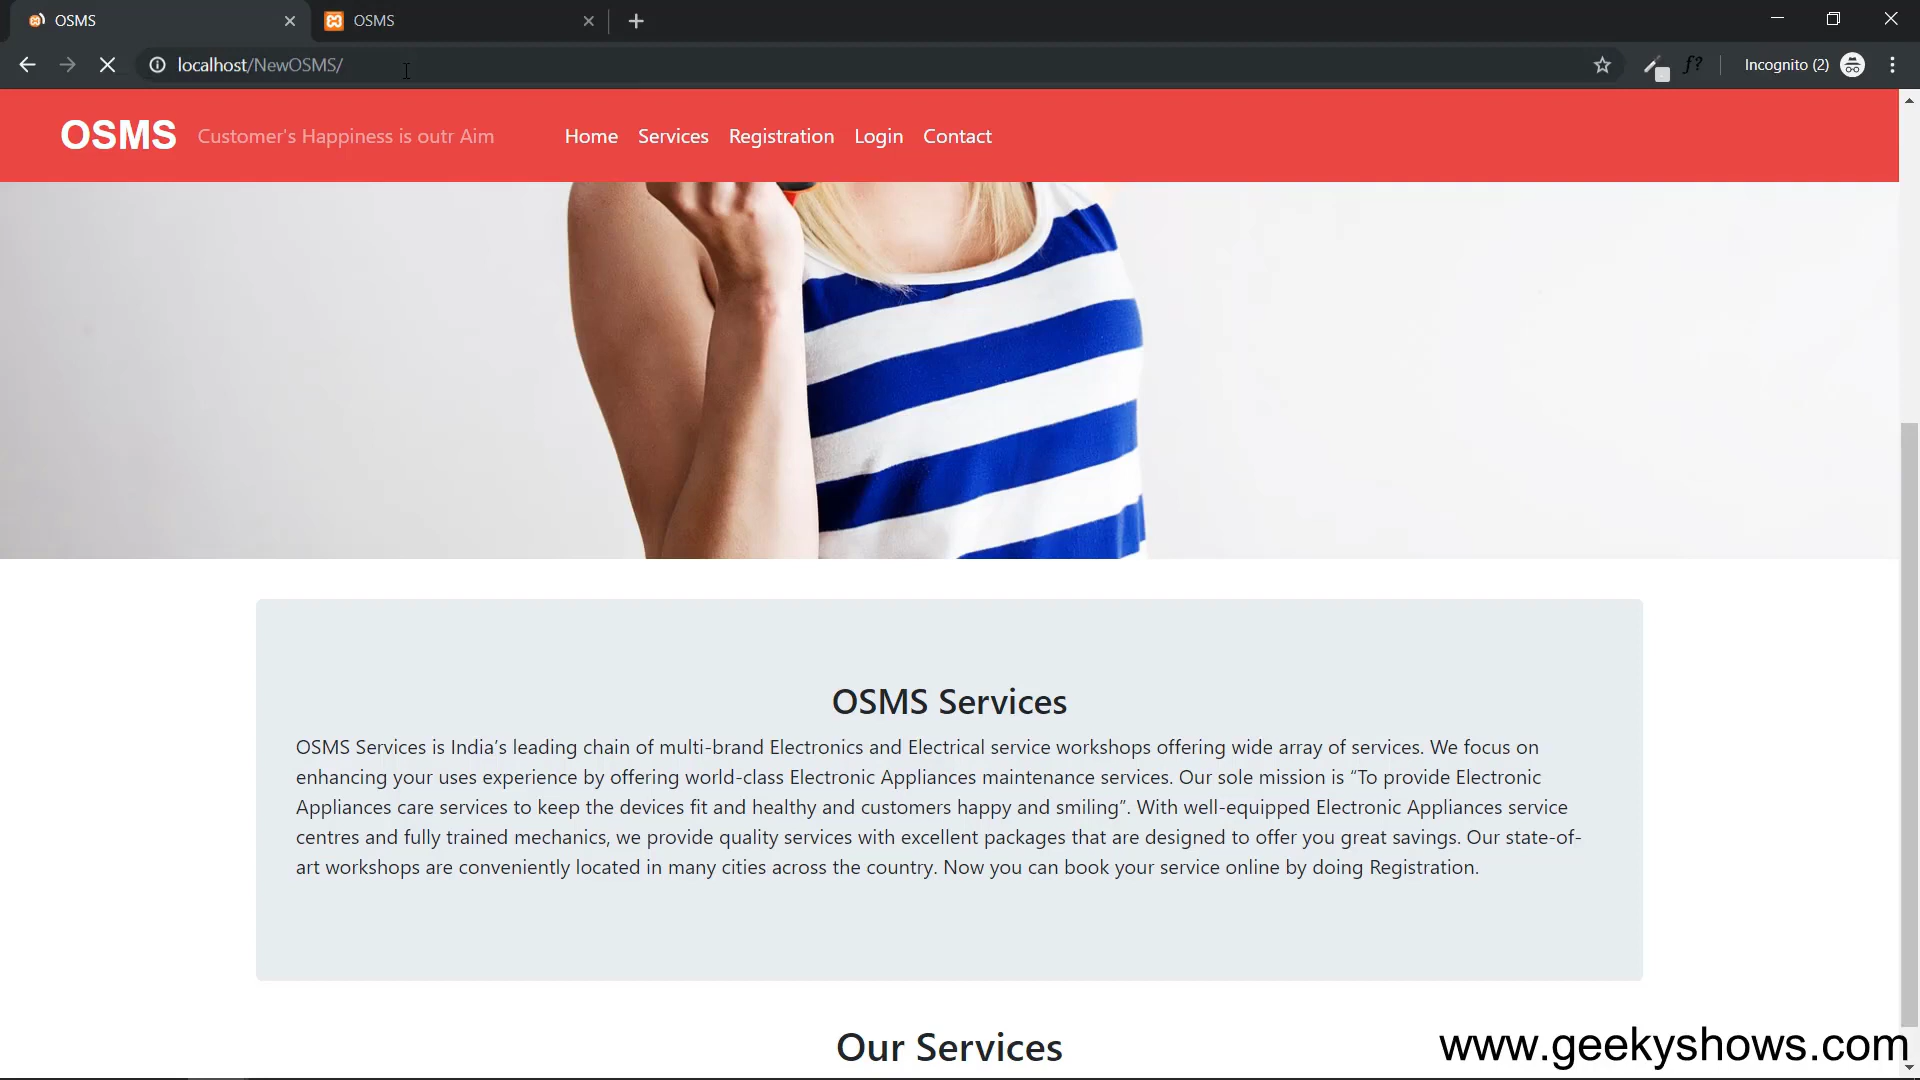 OSMS
OSMS
localhost/NewOSMS/
Incognito (2)
OSMS Customer's Happiness is outr Aim Home Services Registration Login Contact
OSMS Services
OSMS Services is India’s leading chain of multi-brand Electronics and Electrical service workshops offering wide array of services. We focus on
enhancing your uses experience by offering world-class Electronic Appliances maintenance services. Our sole mission is “To provide Electronic
Appliances care services to keep the devices fit and healthy and customers happy and smiling”. With well-equipped Electronic Appliances service
centres and fully trained mechanics, we provide quality services with excellent packages that are designed to offer you great savings. Our state-of-
art workshops are conveniently located in many cities across the country. Now you can book your service online by doing Registration.
Our Services
www.geekyshows.com